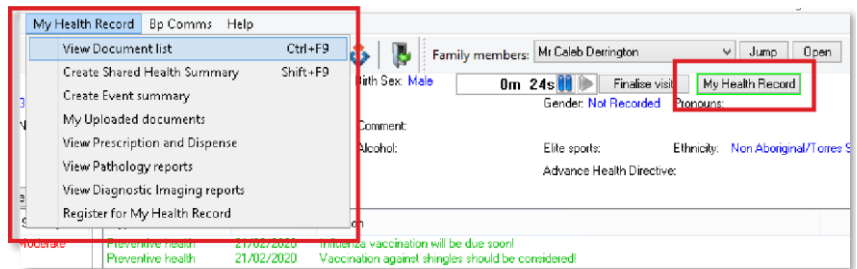 My Health Record Bp Comms Help
View Document list Ctrl+F9
Create Shared Health Summary Shift+F9
Create Event summary
My Uploaded documents
View Prescription and Dispense
View Pathology reports
View Diagnostic Imaging reports
Register for My Health Record
Family members: Mr Caleb Derrington Jump Open
Birth Sex: Male 0m 24s Finalise visit My Health Record
Gender: Not Recorded Pronouns:
Comment:
Alcohol: Elite sports: Ethnicity: Non Aboriginal/Torres S
Advance Health Directive:
on
Moderate Preventive health 21/02/2020 Influenza vaccination will be due soon!
Preventive health 21/02/2020 Vaccination against shingles should be considered!